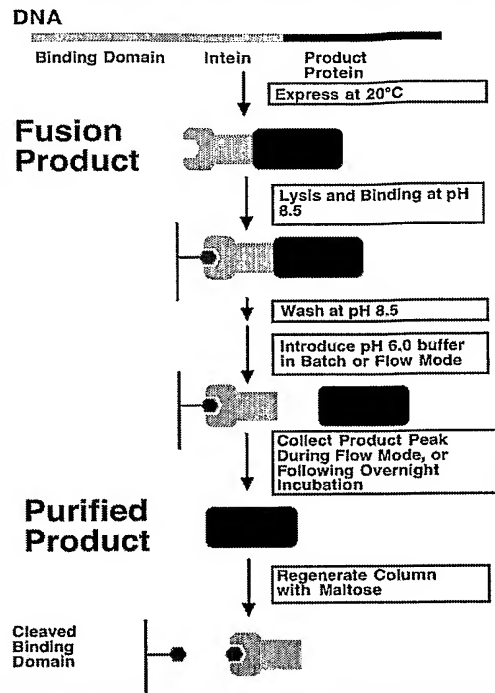 DNA
Binding Domain Intein Product
Protein
Express at 20°C
Fusion
Product
Lysis and Binding at pH
8.5
Wash at pH 8.5
Introduce pH 6.0 buffer
in Batch or Flow Mode
Collect Product Peak
During Flow Mode, or
Following Overnight
Incubation
Purified
Product
Regenerate Column
with Maltose
Cleaved
Binding
Domain